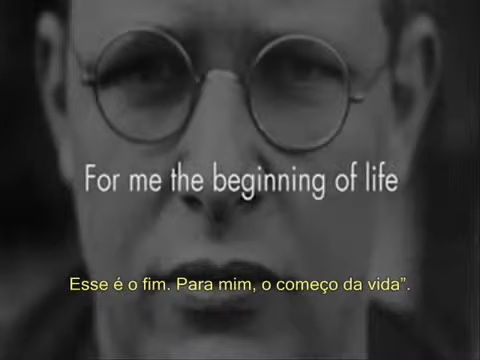 For me the beginning of life
Esse é o fim. Para mim, o começo da vida”.